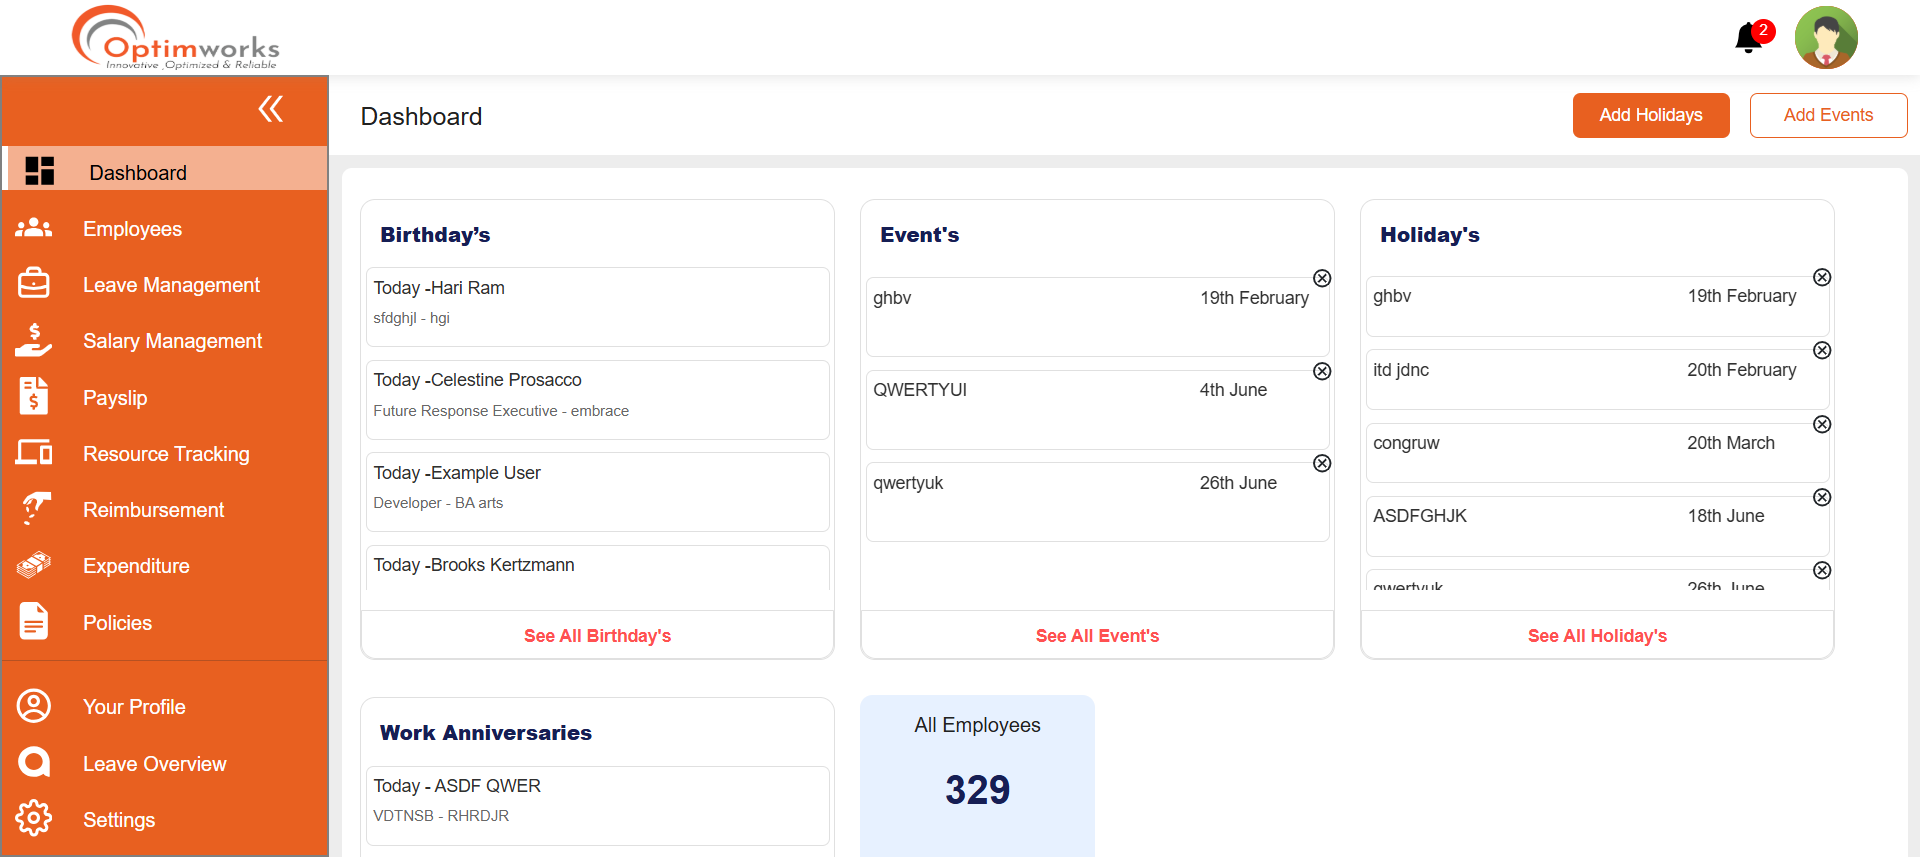 Optimworks
Innovative ,Optimized & Reliable
2
Dashboard
Employees
Leave Management
Salary Management
Payslip
Resource Tracking
Reimbursement
Expenditure
Policies
Your Profile
Leave Overview
Settings
Dashboard
Add Holidays
Add Events
Birthday’s
Today -Hari Ram
sfdghjl - hgi
Today -Celestine Prosacco
Future Response Executive - embrace
Today -Example User
Developer - BA arts
Today -Brooks Kertzmann
See All Birthday's
Event's
ghbv 19th February
QWERTYUI 4th June
qwertyuk 26th June
See All Event's
Holiday's
ghbv 19th February
itd jdnc 20th February
congruw 20th March
ASDFGHJK 18th June
qwertyuk 26th June
See All Holiday's
Work Anniversaries
Today - ASDF QWER
VDTNSB - RHRDJR
All Employees
329